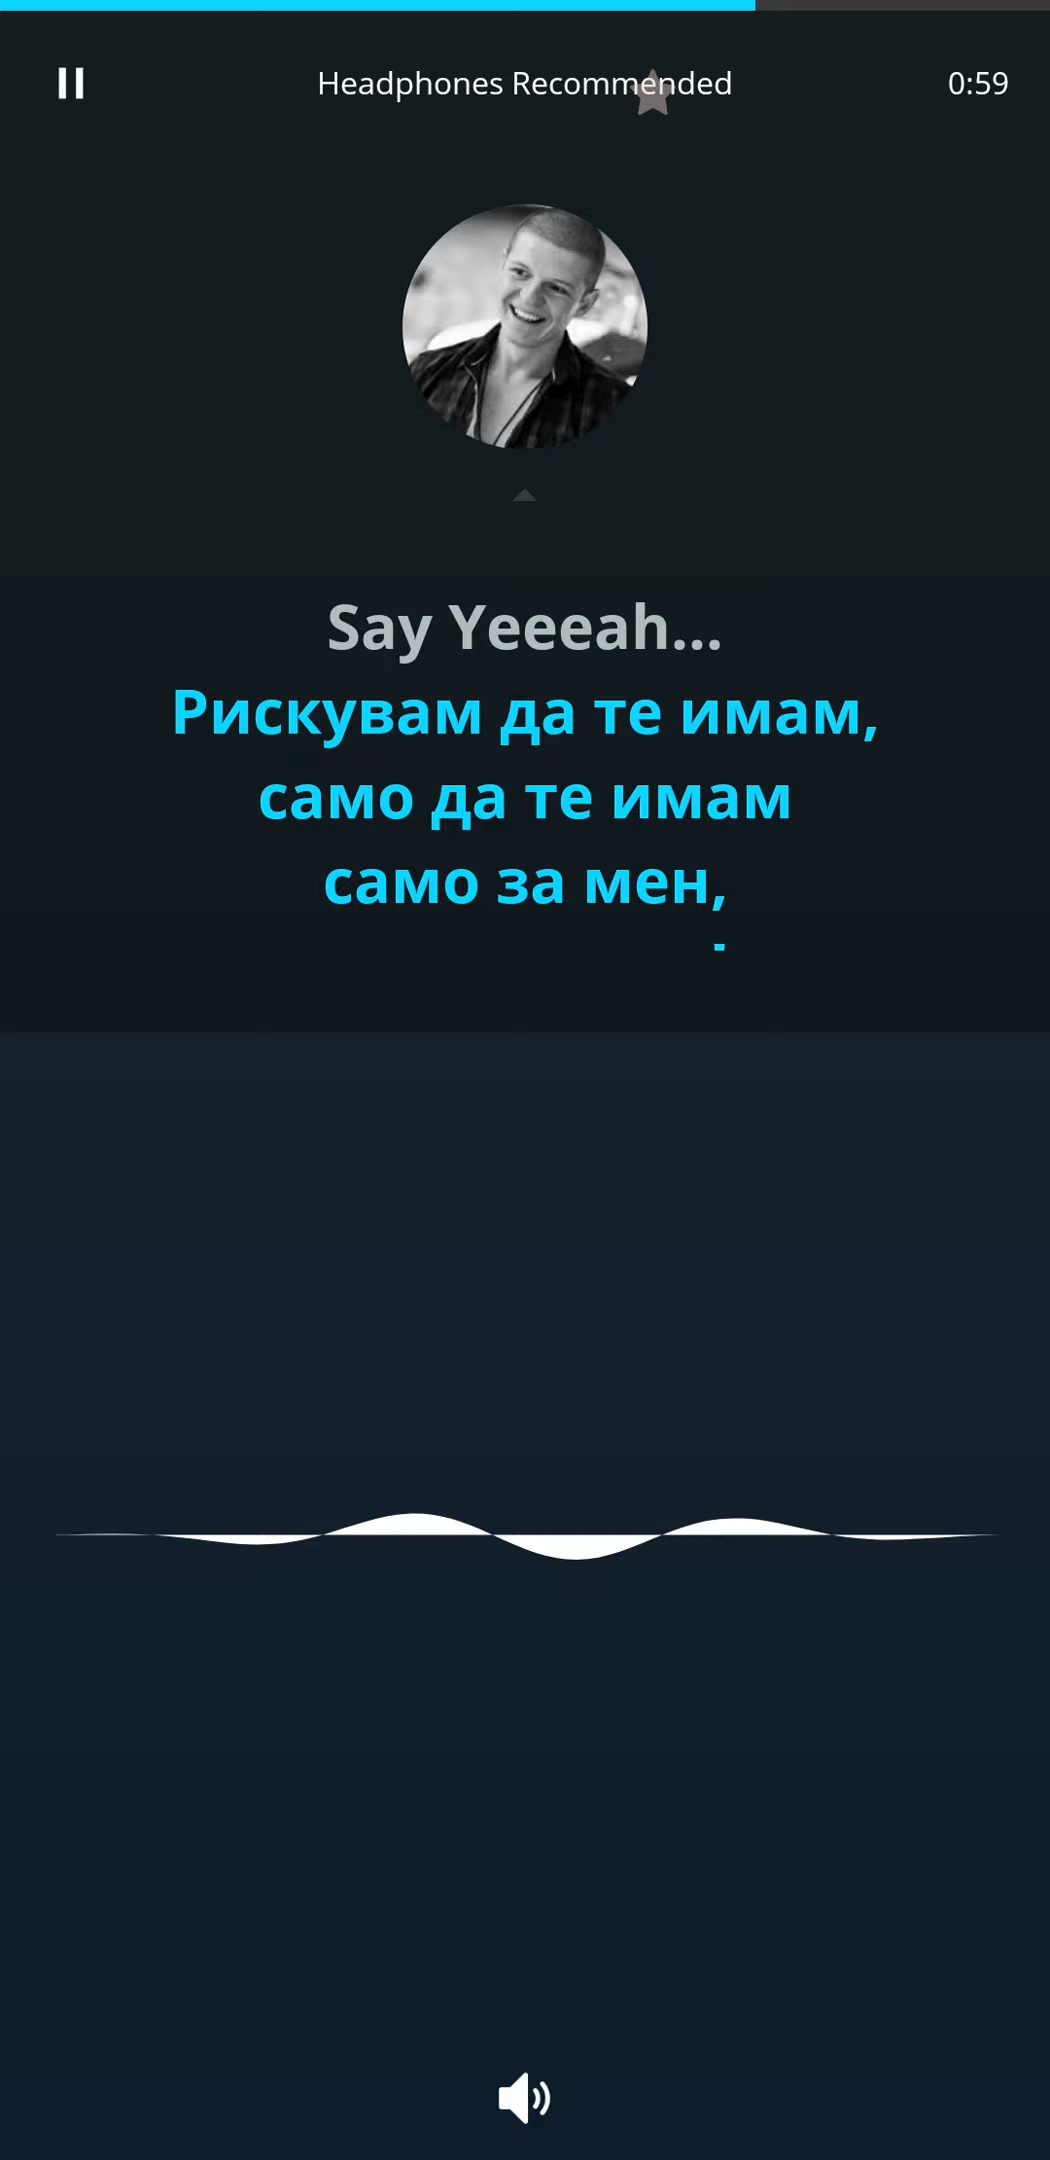 Headphones Recommended
0:59
Say Yeeeah...
Рискувам да те имам,
само да те имам
само за мен,